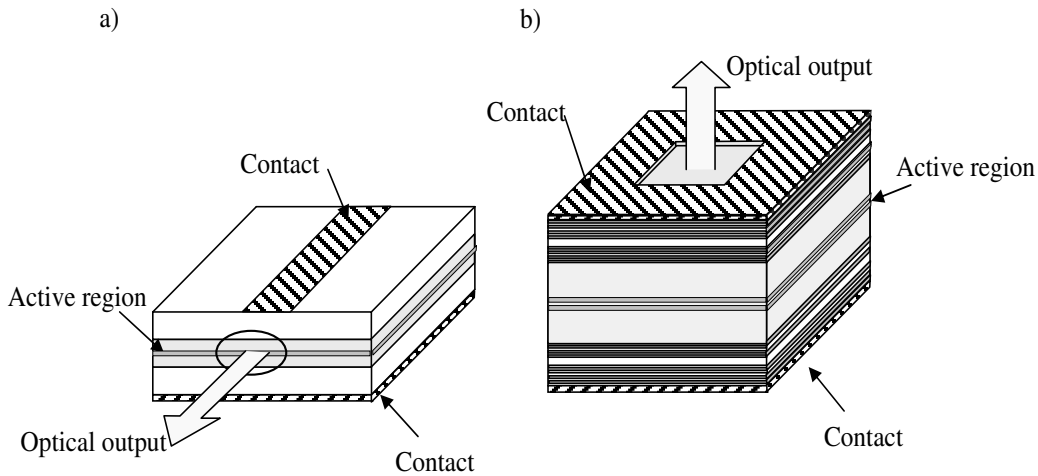 a)
b)
Optical output
Contact
Contact
Active region
Active region
Optical output
Contact
Contact